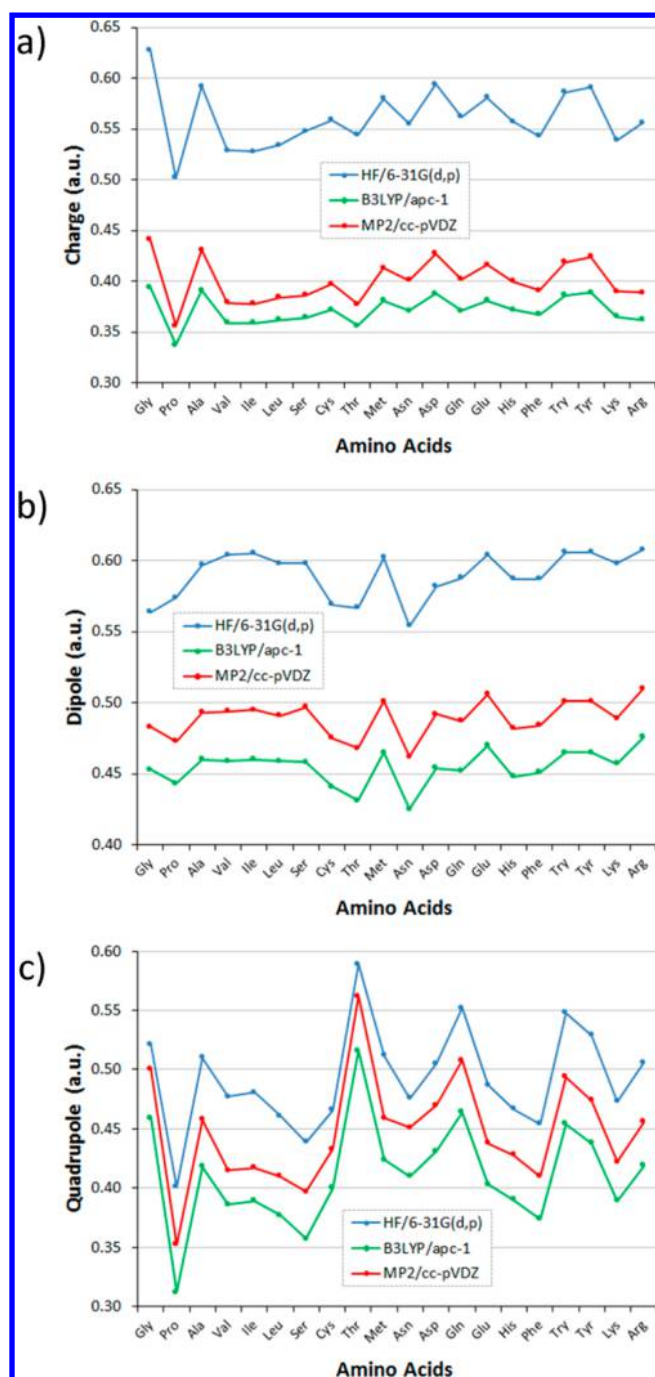 a)
0.65
0.60
0.55
0.50
0.45
0.40
0.35
0.30
Charge (a.u.)
HF/6-31G(d,p)
B3LYP/apc-1
MP2/cc-pVDZ
Gly Pro Ala Val Ile Leu Ser Cys Thr Met Asn Asp Gln Glu His Phe Try Tyr Lys Arg
Amino Acids
b)
0.65
0.60
0.55
0.50
0.45
0.40
Dipole (a.u.)
HF/6-31G(d,p)
B3LYP/apc-1
MP2/cc-pVDZ
Gly Pro Ala Val Ile Leu Ser Cys Thr Met Asn Asp Gln Glu His Phe Try Tyr Lys Arg
Amino Acids
c)
0.60
0.55
0.50
0.45
0.40
0.35
0.30
Quadrupole (a.u.)
HF/6-31G(d,p)
B3LYP/apc-1
MP2/cc-pVDZ
Gly Pro Ala Val Ile Leu Ser Cys Thr Met Asn Asp Gln Glu His Phe Try Tyr Lys Arg
Amino Acids